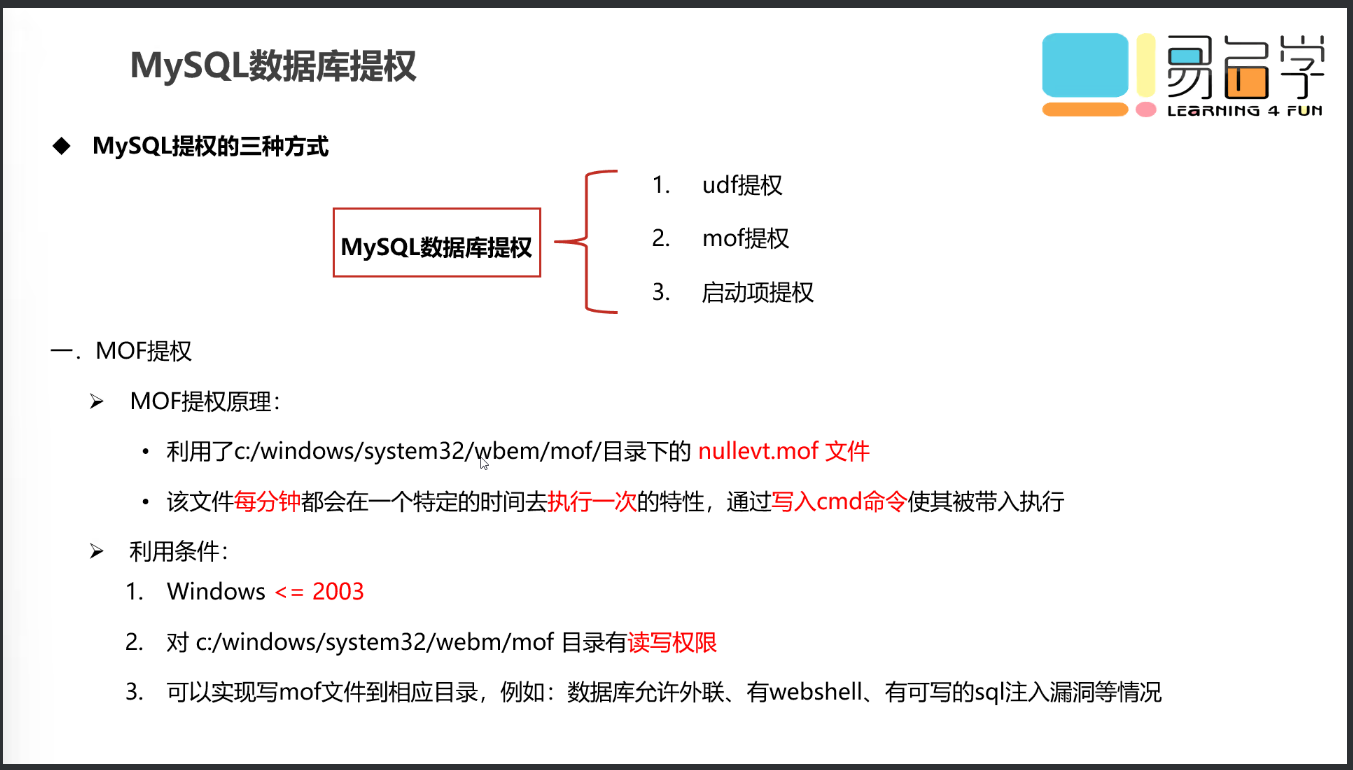 MySQL数据库提权
易启学
LEARNING 4 FUN
◆ MySQL提权的三种方式
MySQL数据库提权
1. udf提权
2. mof提权
3. 启动项提权
一. MOF提权
➢ MOF提权原理：
• 利用了c:/windows/system32/wbem/mof/目录下的 nullevt.mof 文件
• 该文件每分钟都会在一个特定的时间去执行一次的特性，通过写入cmd命令使其被带入执行
➢ 利用条件：
1. Windows <= 2003
2. 对 c:/windows/system32/webm/mof 目录有读写权限
3. 可以实现写mof文件到相应目录，例如：数据库允许外联、有webshell、有可写的sql注入漏洞等情况